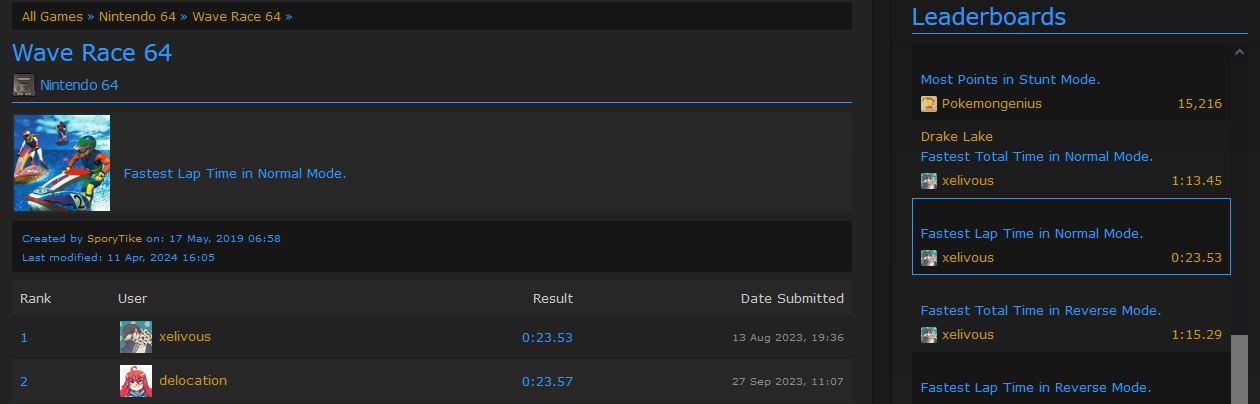 All Games » Nintendo 64 » Wave Race 64 »
Wave Race 64
Nintendo 64
Fastest Lap Time in Normal Mode.
Created by SporyTike on: 17 May, 2019 06:58
Last modified: 11 Apr, 2024 16:05
Rank User Result Date Submitted
1 xelivous 0:23.53 13 Aug 2023, 19:36
2 delocation 0:23.57 27 Sep 2023, 11:07
Leaderboards
Most Points in Stunt Mode.
Pokemongenius 15,216
Drake Lake
Fastest Total Time in Normal Mode.
xelivous 1:13.45
Fastest Lap Time in Normal Mode.
xelivous 0:23.53
Fastest Total Time in Reverse Mode.
xelivous 1:15.29
Fastest Lap Time in Reverse Mode.